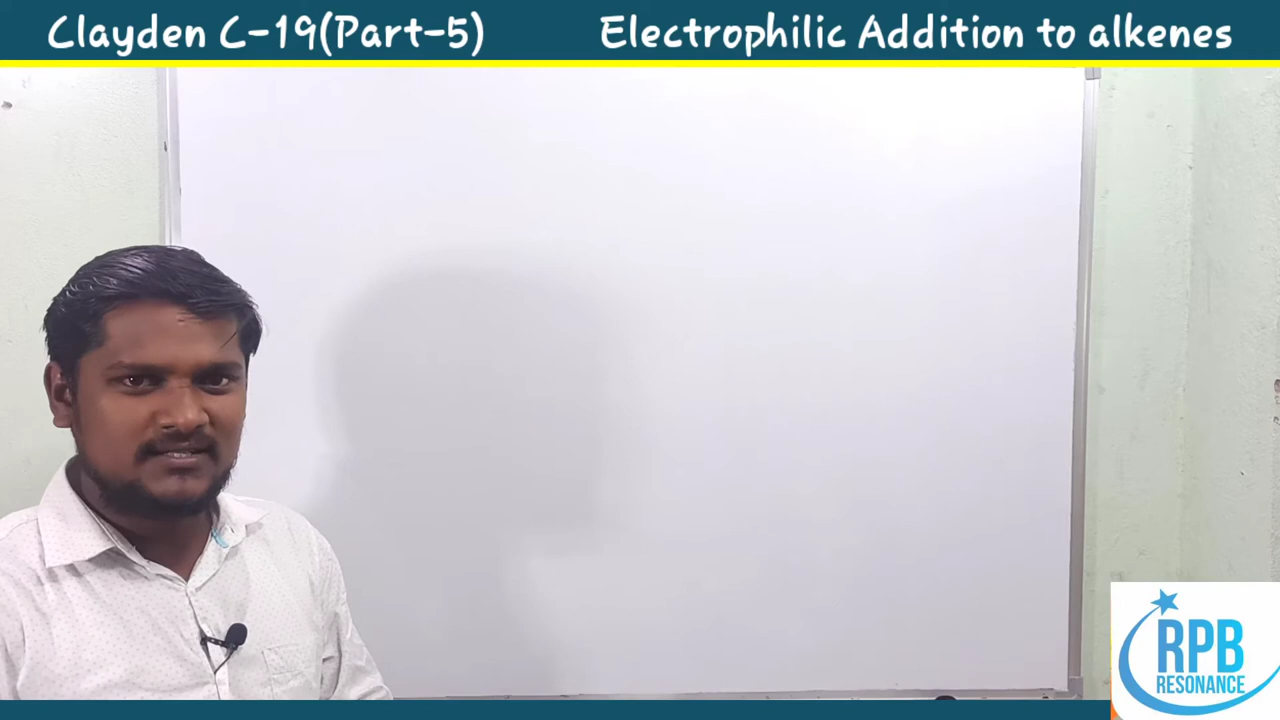 Clayden C-19(Part-5)
Electrophilic Addition to alkenes
RPB
RESONANCE